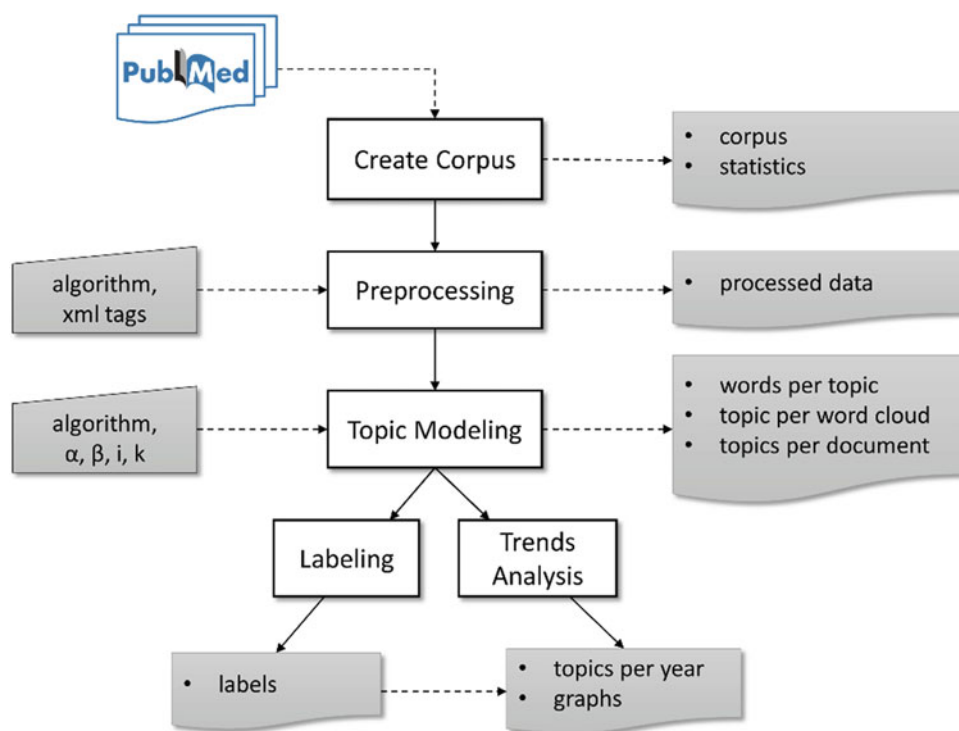 PubMed
Create Corpus
• corpus
• statistics
algorithm,
xml tags
Preprocessing
• processed data
algorithm,
α, β, i, k
Topic Modeling
• words per topic
• topic per word cloud
• topics per document
Labeling
Trends
Analysis
• labels
• topics per year
• graphs